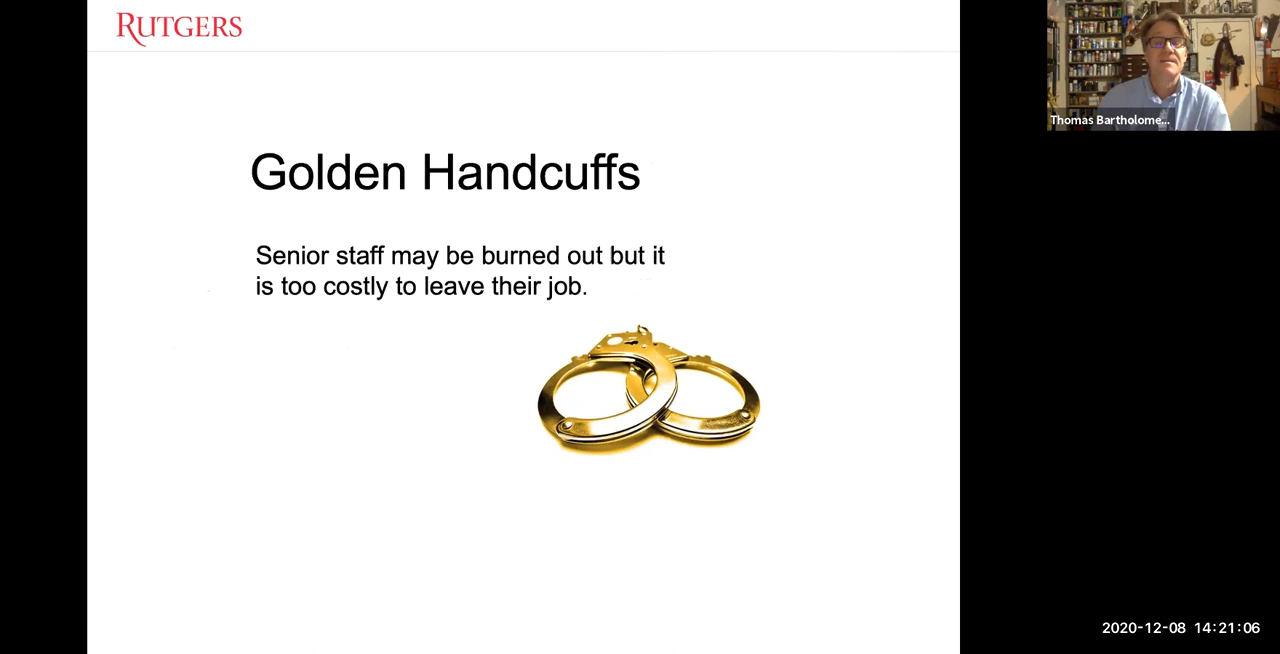 RUTGERS
Thomas Bartholome...
Golden Handcuffs
Senior staff may be burned out but it
is too costly to leave their job.
2020-12-08 14:21:06